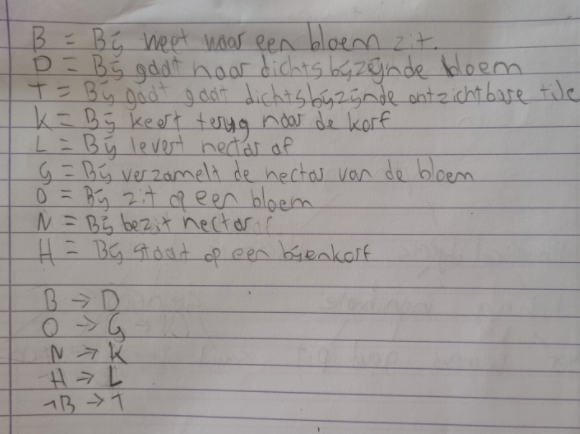 B = Bij weet waar een bloem zit.
D = Bij gaat naar dichtsbijzijnde bloem
T = Bij gaat gaat dichtsbijzijnde onzichtbare tile
K = Bij keert terug naar de korf
L = Bij levert nectar af
G = Bij verzamelt de nectar van de bloem
O = Bij zit op een bloem
N = Bij bezit nectar
H = Bij staat op een bijenkorf
B → D
O → G
N → K
H → L
¬B → T